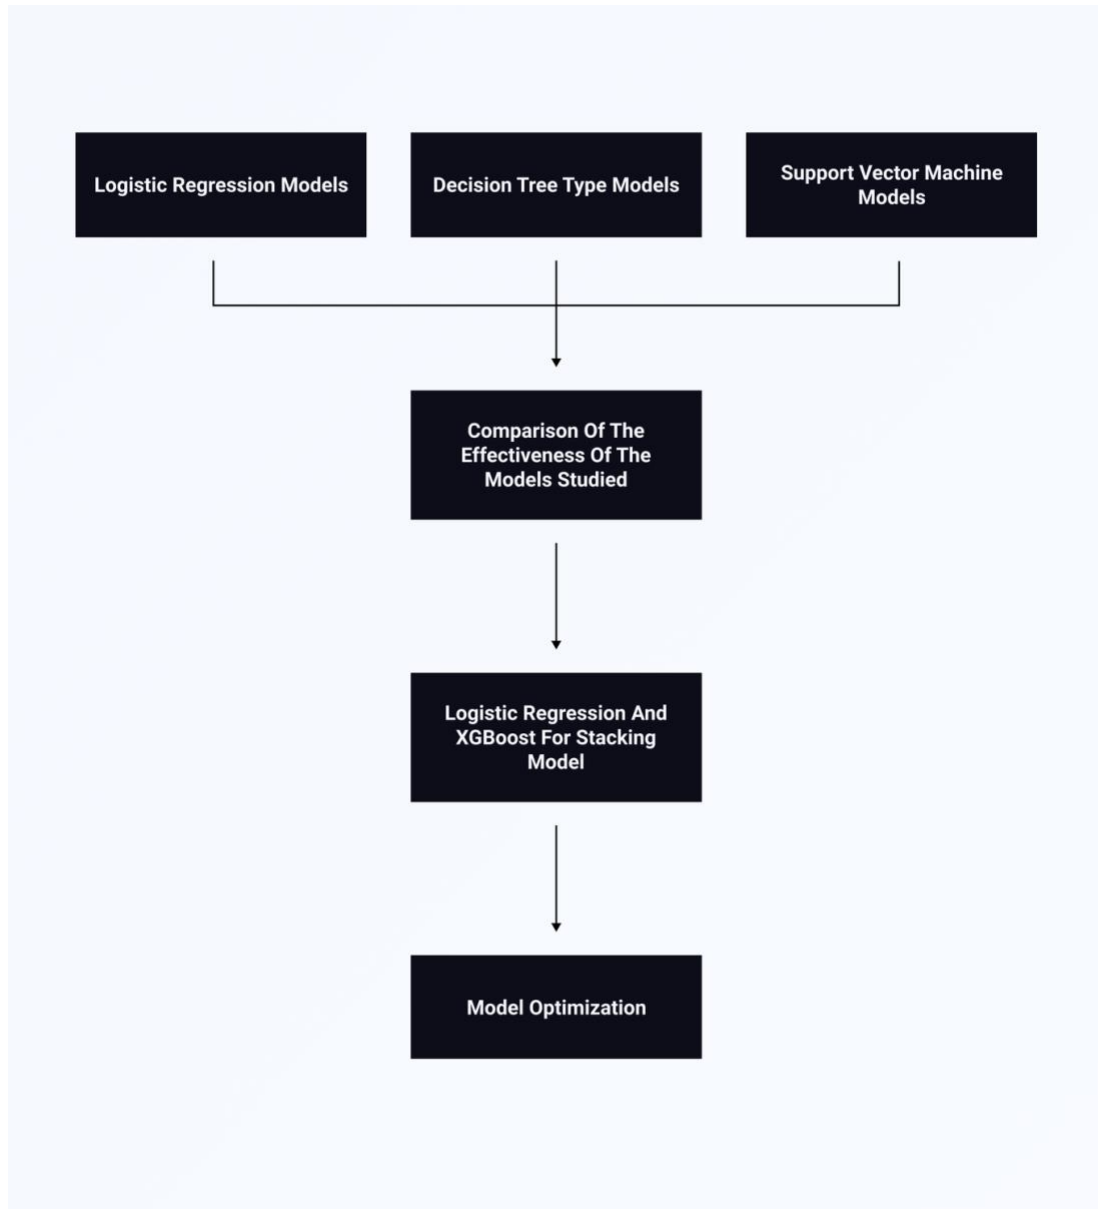 Logistic Regression Models
Decision Tree Type Models
Support Vector Machine
Models
Comparison Of The
Effectiveness Of The
Models Studied
Logistic Regression And
XGBoost For Stacking
Model
Model Optimization